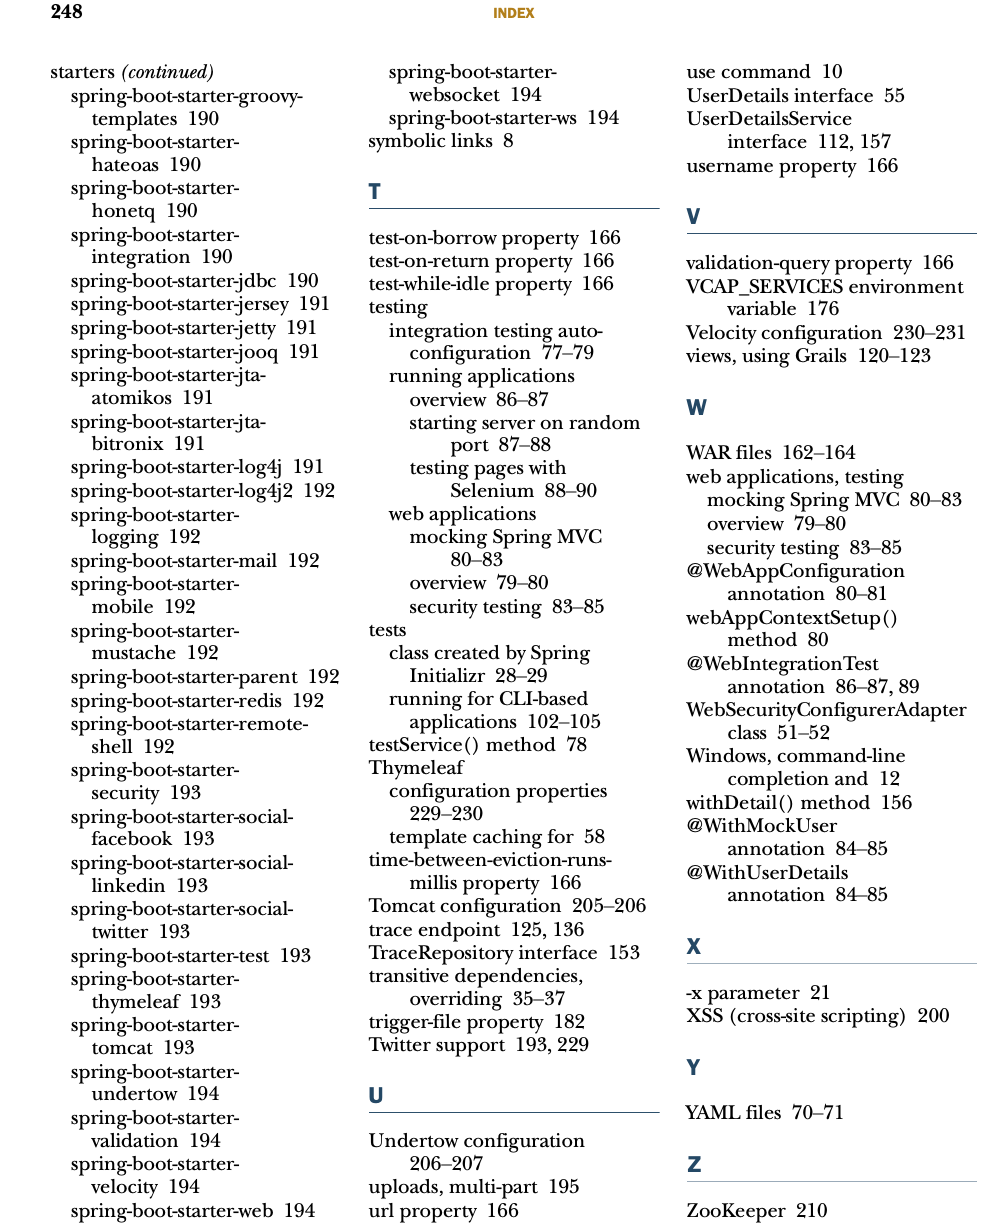 248
INDEX
starters (continued)
spring-boot-starter-groovy-
templates 190
spring-boot-starter-
hateoas 190
spring-boot-starter-
honetq 190
spring-boot-starter-
integration 190
spring-boot-starter-jdbc 190
spring-boot-starter-jersey 191
spring-boot-starter-jetty 191
spring-boot-starter-jooq 191
spring-boot-starter-jta-
atomikos 191
spring-boot-starter-jta-
bitronix 191
spring-boot-starter-log4j 191
spring-boot-starter-log4j2 192
spring-boot-starter-
logging 192
spring-boot-starter-mail 192
spring-boot-starter-
mobile 192
spring-boot-starter-
mustache 192
spring-boot-starter-parent 192
spring-boot-starter-redis 192
spring-boot-starter-remote-
shell 192
spring-boot-starter-
security 193
spring-boot-starter-social-
facebook 193
spring-boot-starter-social-
linkedin 193
spring-boot-starter-social-
twitter 193
spring-boot-starter-test 193
spring-boot-starter-
thymeleaf 193
spring-boot-starter-
tomcat 193
spring-boot-starter-
undertow 194
spring-boot-starter-
validation 194
spring-boot-starter-
velocity 194
spring-boot-starter-web 194
spring-boot-starter-
websocket 194
spring-boot-starter-ws 194
symbolic links 8
T
test-on-borrow property 166
test-on-return property 166
test-while-idle property 166
testing
integration testing auto-
configuration 77–79
running applications
overview 86–87
starting server on random
port 87–88
testing pages with
Selenium 88–90
web applications
mocking Spring MVC
80–83
overview 79–80
security testing 83–85
tests
class created by Spring
Initializr 28–29
running for CLI-based
applications 102–105
testService() method 78
Thymeleaf
configuration properties
229–230
template caching for 58
time-between-eviction-runs-
millis property 166
Tomcat configuration 205–206
trace endpoint 125, 136
TraceRepository interface 153
transitive dependencies,
overriding 35–37
trigger-file property 182
Twitter support 193, 229
U
Undertow configuration
206–207
uploads, multi-part 195
url property 166
use command 10
UserDetails interface 55
UserDetailsService
interface 112, 157
username property 166
V
validation-query property 166
VCAP_SERVICES environment
variable 176
Velocity configuration 230–231
views, using Grails 120–123
W
WAR files 162–164
web applications, testing
mocking Spring MVC 80–83
overview 79–80
security testing 83–85
@WebAppConfiguration
annotation 80–81
webAppContextSetup()
method 80
@WebIntegrationTest
annotation 86–87, 89
WebSecurityConfigurerAdapter
class 51–52
Windows, command-line
completion and 12
withDetail() method 156
@WithMockUser
annotation 84–85
@WithUserDetails
annotation 84–85
X
-x parameter 21
XSS (cross-site scripting) 200
Y
YAML files 70–71
Z
ZooKeeper 210